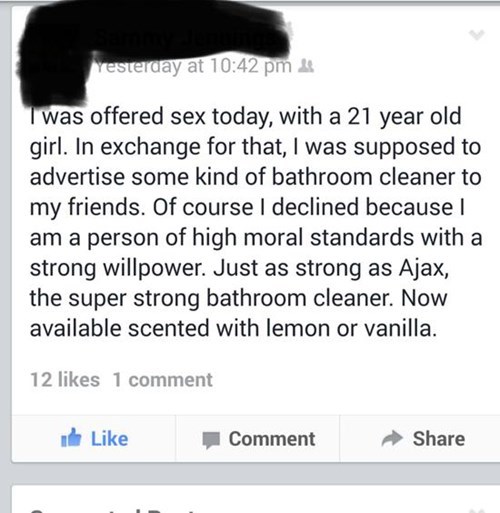 Yesterday at 10:42 pm
I was offered sex today, with a 21 year old
girl. In exchange for that, I was supposed to
advertise some kind of bathroom cleaner to
my friends. Of course I declined because I
am a person of high moral standards with a
strong willpower. Just as strong as Ajax,
the super strong bathroom cleaner. Now
available scented with lemon or vanilla.
12 likes 1 comment
Like Comment Share